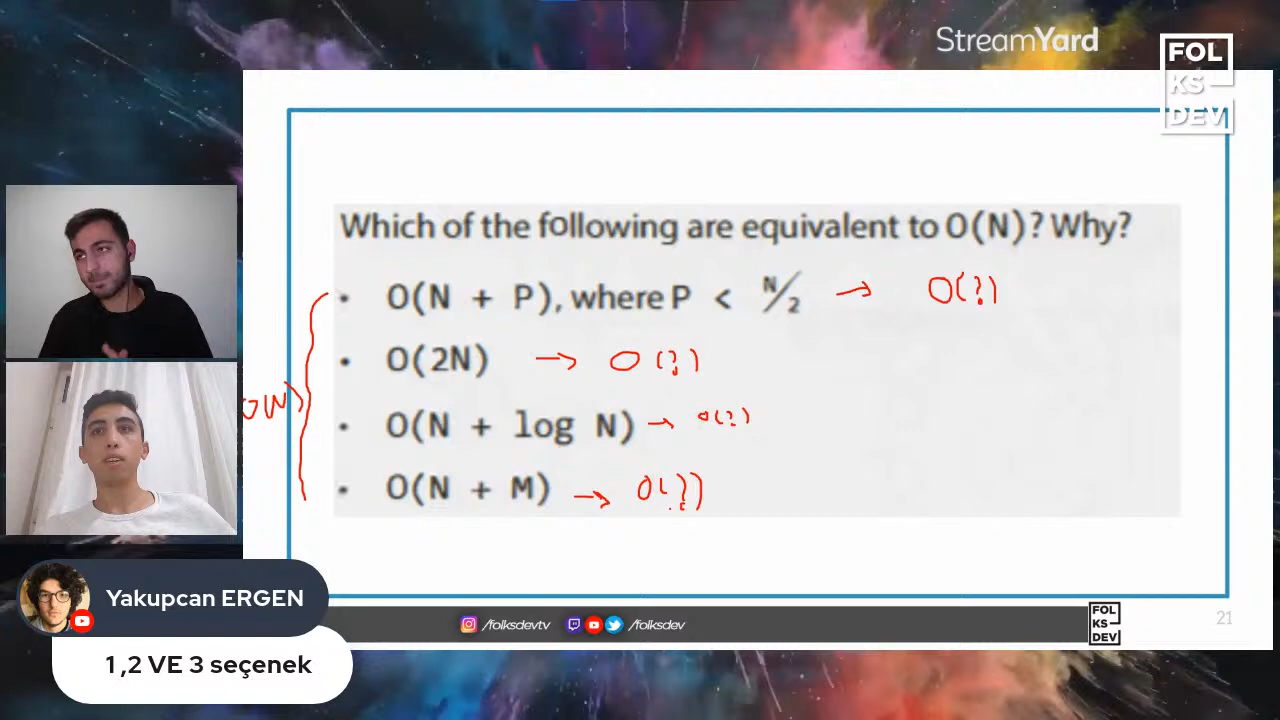 StreamYard
FOL
KS
DEV
Which of the following are equivalent to O(N)? Why?
• O(N + P), where P < N/2 → O(?)
• O(2N) → O(?)
• O(N + log N) → O(?)
• O(N + M) → O(?)
O(N)
Yakupcan ERGEN
1,2 VE 3 seçenek
/folksdevtv
/folksdev
FOL
KS
DEV
21